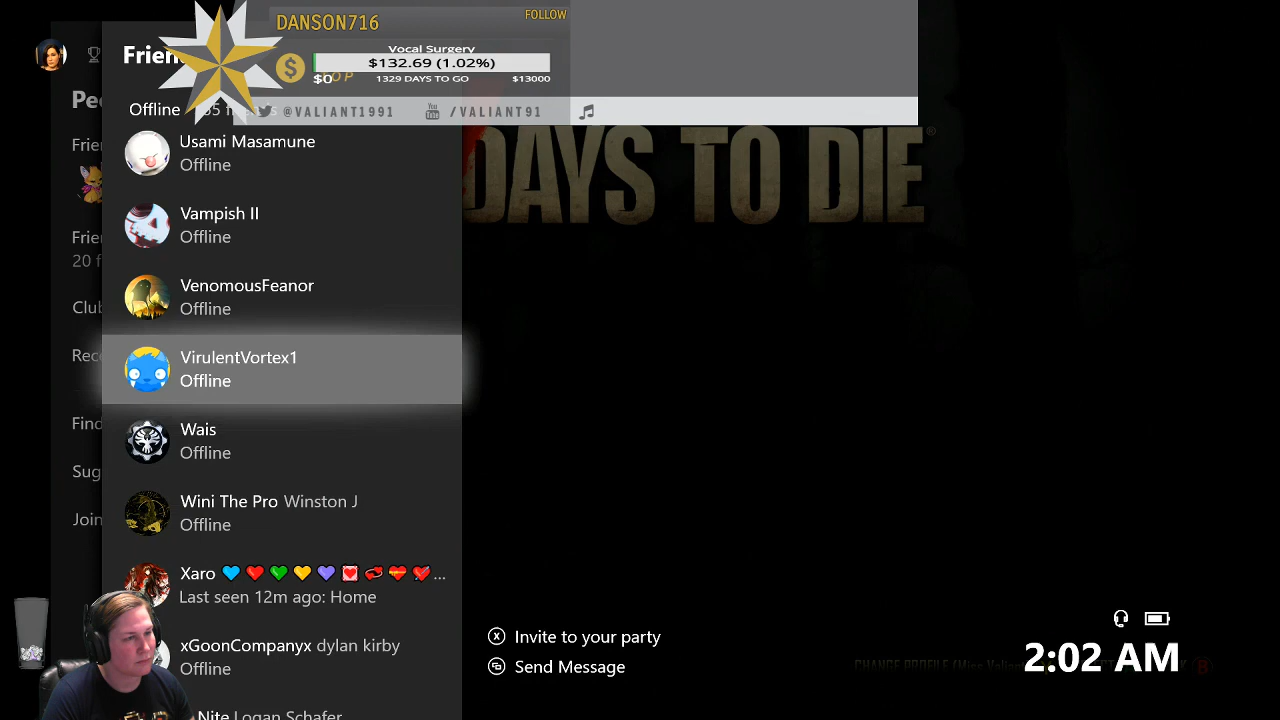 DANSON716
FOLLOW
Vocal Surgery
$132.69 (1.02%)
$0
1329 DAYS TO GO
$13000
@VALIANT1991
/VALIANT91
DAYS TO DIE®
Offline
Usami Masamune
Offline
Vampish II
Offline
VenomousFeanor
Offline
VirulentVortex1
Offline
Wais
Offline
Wini The Pro Winston J
Offline
Xaro 💙 ❤️ 💚 💛 💜 💟 💞 💝 💘 ...
Last seen 12m ago: Home
xGoonCompanyx dylan kirby
Offline
Nite Logan Schafer
Invite to your party
Send Message
2:02 AM
CHANGE PROFILE